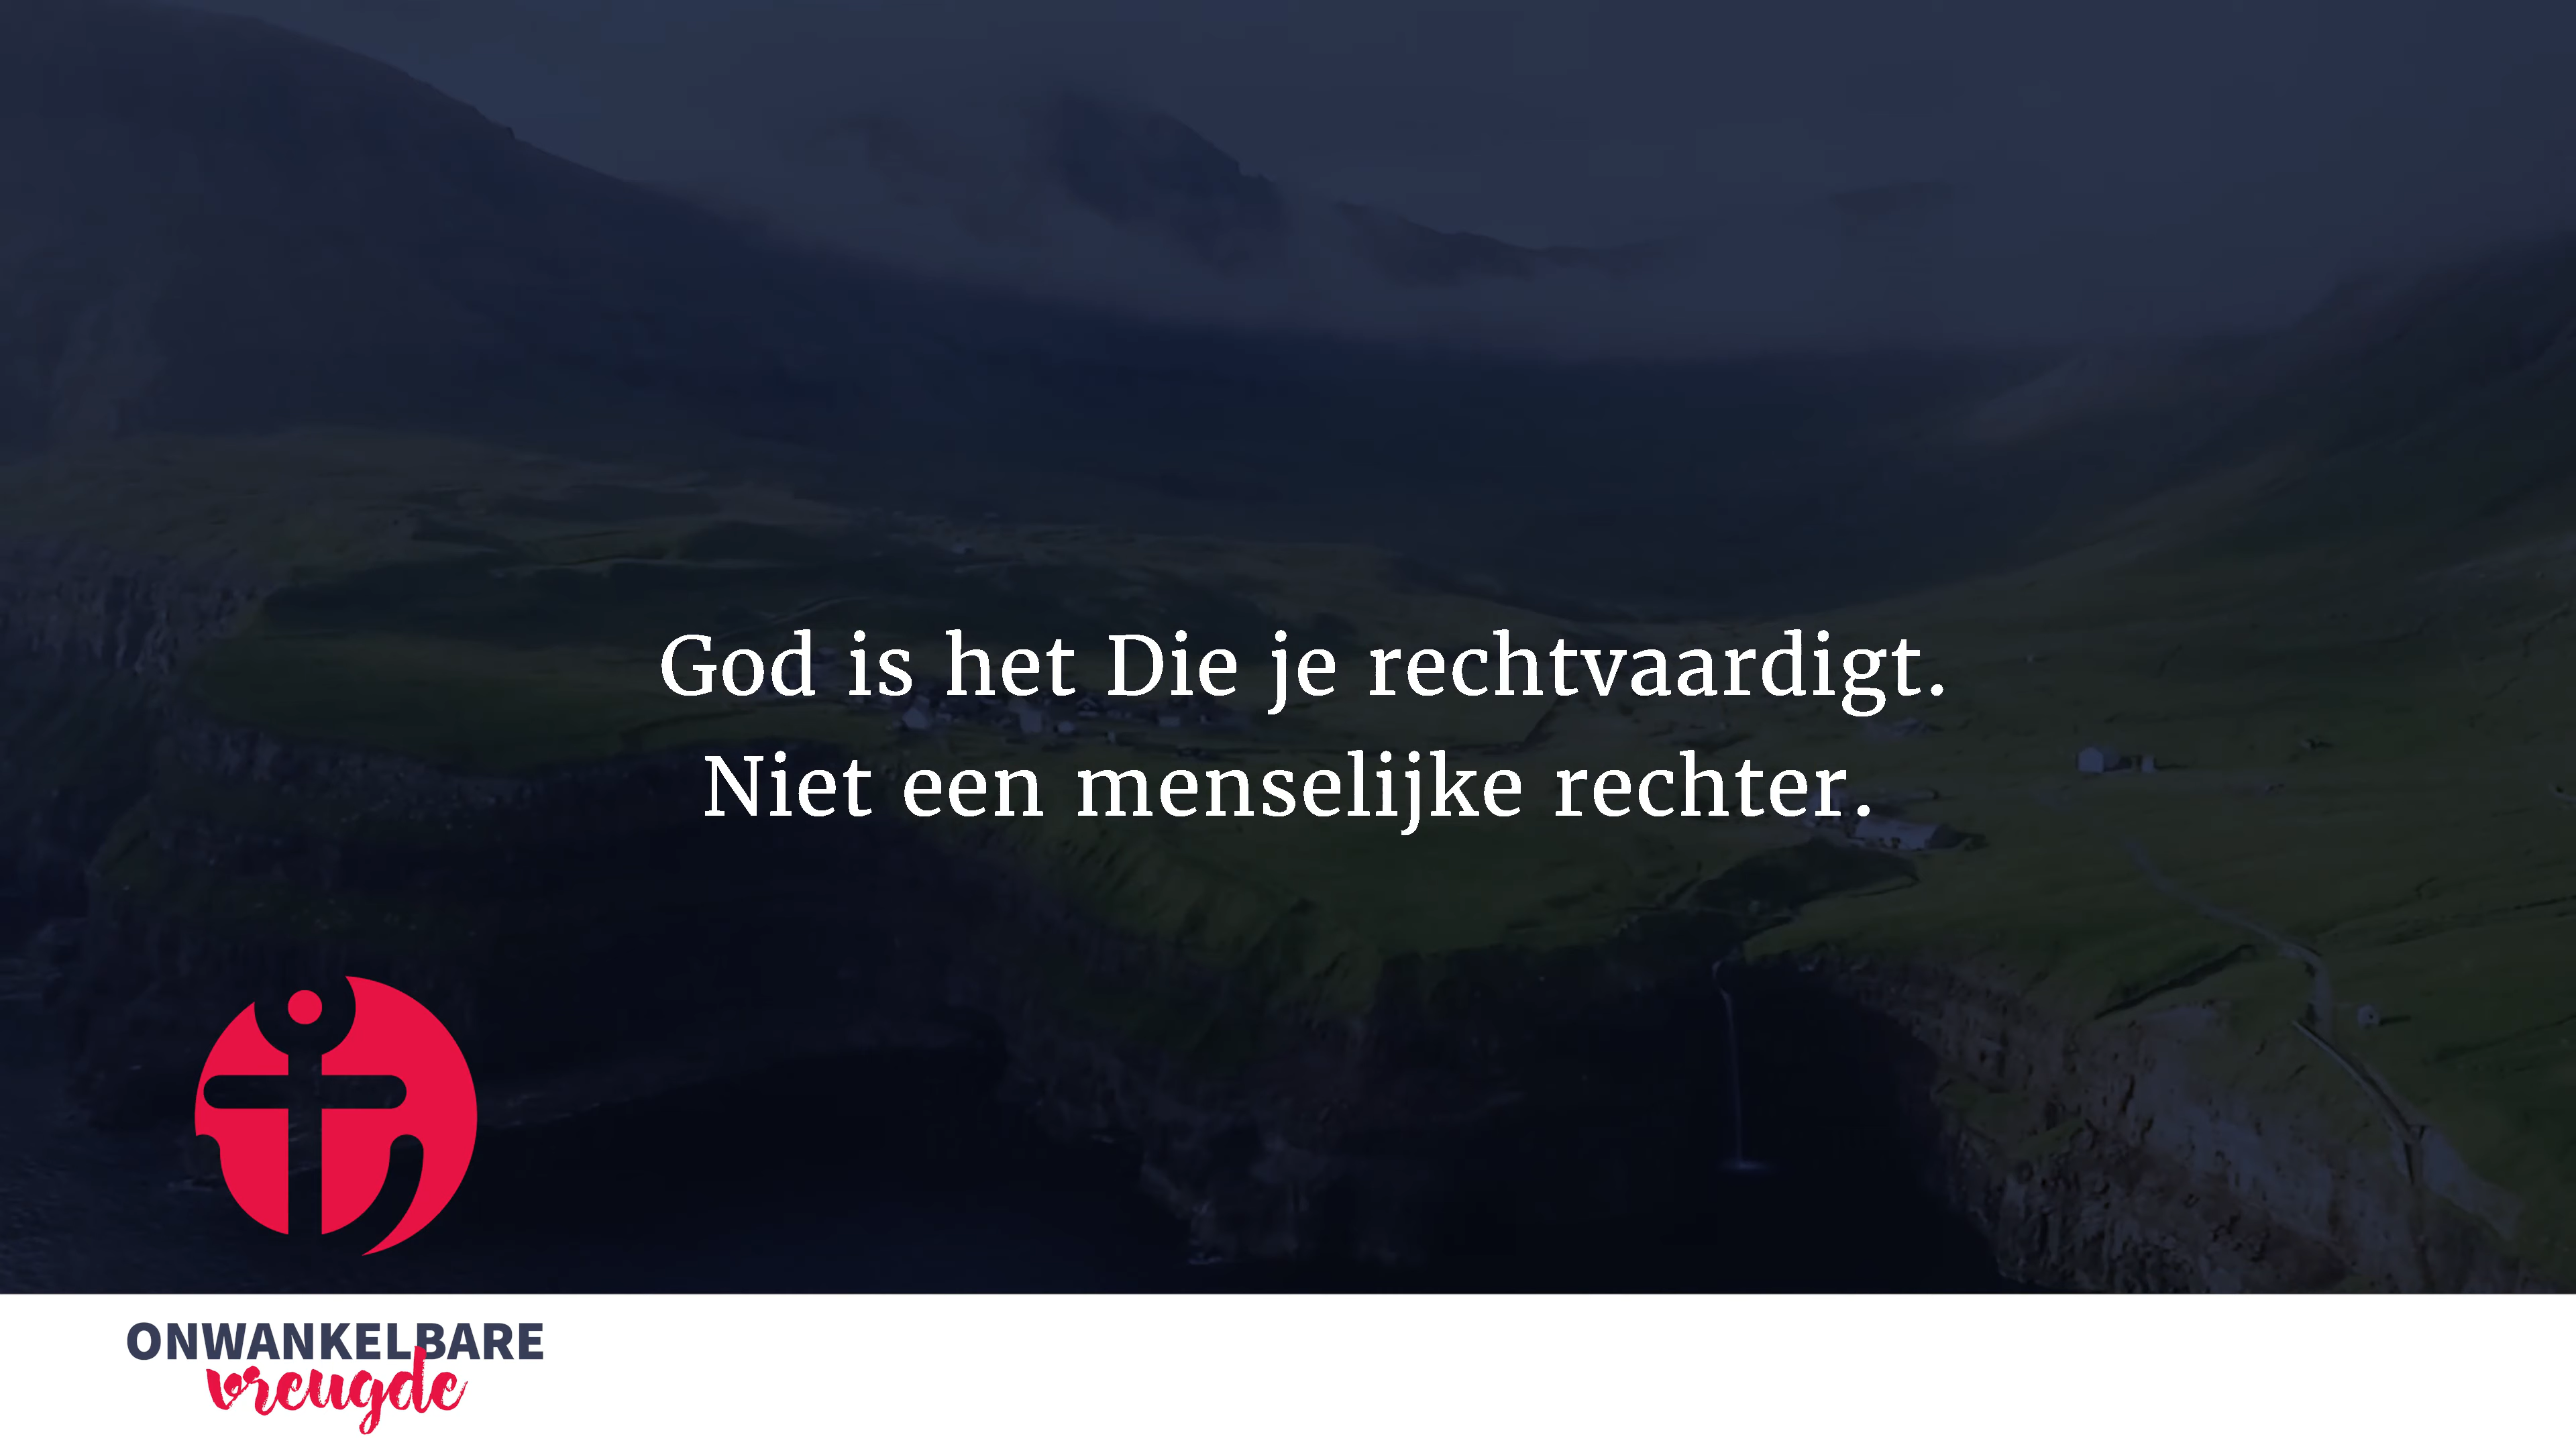 God is het Die je rechtvaardigt.
Niet een menselijke rechter.
ONWANKELBARE
vreugde